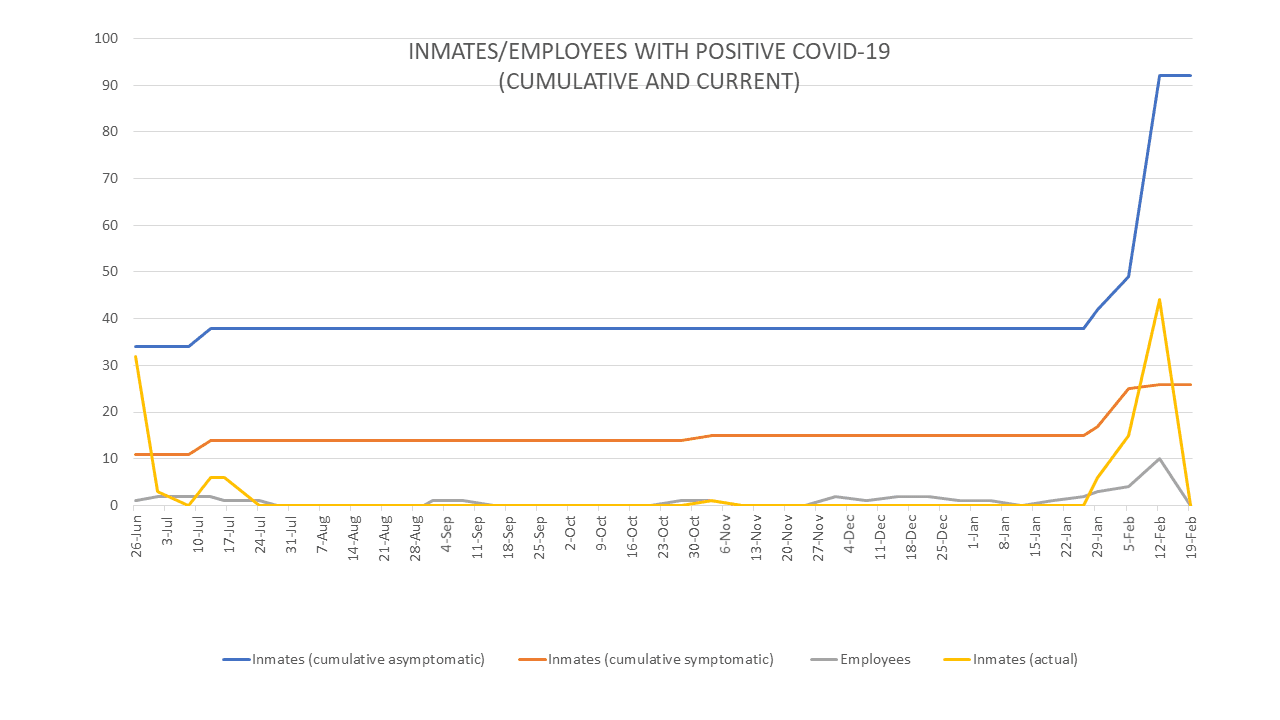 INMATES/EMPLOYEES WITH POSITIVE COVID-19
(CUMULATIVE AND CURRENT)
100
90
80
70
60
50
40
30
20
10
0
26-Jun
3-Jul
10-Jul
17-Jul
24-Jul
31-Jul
7-Aug
14-Aug
21-Aug
28-Aug
4-Sep
11-Sep
18-Sep
25-Sep
2-Oct
9-Oct
16-Oct
23-Oct
30-Oct
6-Nov
13-Nov
20-Nov
27-Nov
4-Dec
11-Dec
18-Dec
25-Dec
1-Jan
8-Jan
15-Jan
22-Jan
29-Jan
5-Feb
12-Feb
19-Feb
Inmates (cumulative asymptomatic)
Inmates (cumulative symptomatic)
Employees
Inmates (actual)